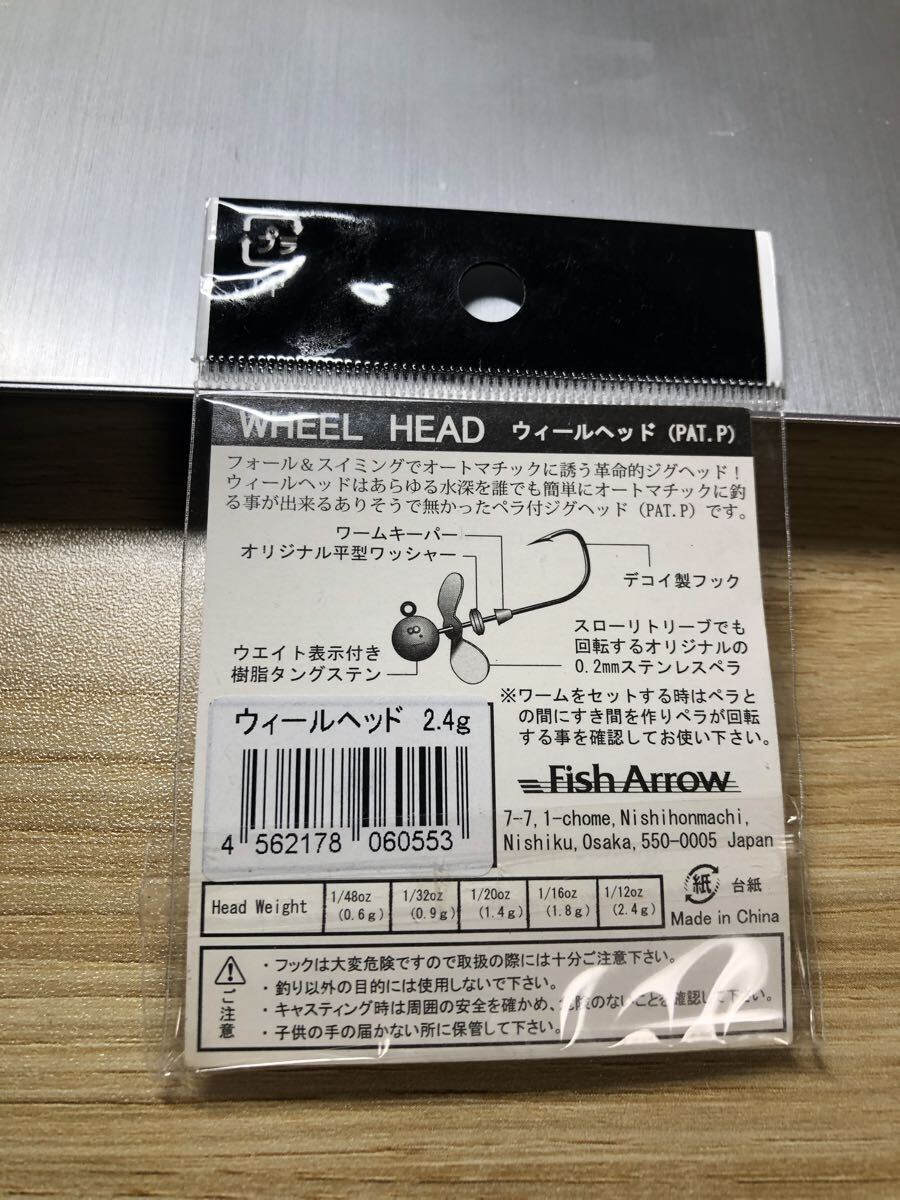 プラ
WHEEL HEAD ウィールヘッド (PAT.P)
フォール＆スイミングでオートマチックに誘う革命的ジグヘッド！
ウィールヘッドはあらゆる水深を誰でも簡単にオートマチックに釣
る事が出来るありそうで無かったペラ付ジグヘッド（PAT.P）です。
ワームキーパー
オリジナル平型ワッシャー
デコイ製フック
8
ウエイト表示付き
樹脂タングステン
スローリトリーブでも
回転するオリジナルの
0.2mmステンレスペラ
※ワームをセットする時はペラと
の間にすき間を作りペラが回転
する事を確認してお使い下さい。
ウィールヘッド 2.4g
4 562178 060553
Fish Arrow
7-7,1-chome,Nishihonmachi,
Nishiku,Osaka,550-0005 Japan
Head Weight 1/48oz (0.6g) 1/32oz (0.9g) 1/20oz (1.4g) 1/16oz (1.8g) 1/12oz (2.4g)
紙 台紙
Made in China
ご注意
・フックは大変危険ですので取扱の際には十分ご注意下さい。
・釣り以外の目的には使用しないで下さい。
・キャスティング時は周囲の安全を確かめ、危険のないことを確認して下さい。
・子供の手の届かない所に保管して下さい。